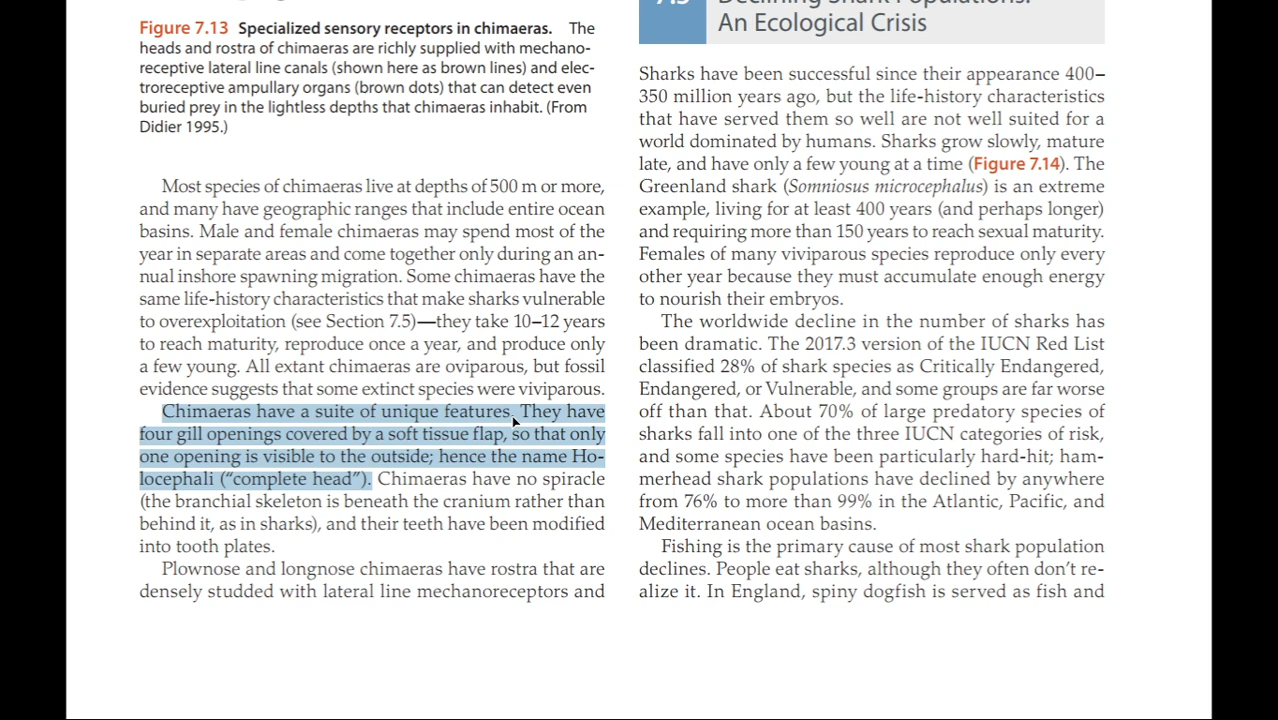 Figure 7.13 Specialized sensory receptors in chimaeras. The
heads and rostra of chimaeras are richly supplied with mechano-
receptive lateral line canals (shown here as brown lines) and elec-
troreceptive ampullary organs (brown dots) that can detect even
buried prey in the lightless depths that chimaeras inhabit. (From
Didier 1995.)
Most species of chimaeras live at depths of 500 m or more,
and many have geographic ranges that include entire ocean
basins. Male and female chimaeras may spend most of the
year in separate areas and come together only during an an-
nual inshore spawning migration. Some chimaeras have the
same life-history characteristics that make sharks vulnerable
to overexploitation (see Section 7.5)—they take 10–12 years
to reach maturity, reproduce once a year, and produce only
a few young. All extant chimaeras are oviparous, but fossil
evidence suggests that some extinct species were viviparous.
Chimaeras have a suite of unique features. They have
four gill openings covered by a soft tissue flap, so that only
one opening is visible to the outside; hence the name Ho-
locephali (“complete head”). Chimaeras have no spiracle
(the branchial skeleton is beneath the cranium rather than
behind it, as in sharks), and their teeth have been modified
into tooth plates.
Plownose and longnose chimaeras have rostra that are
densely studded with lateral line mechanoreceptors and
7.5 Declining Shark Populations:
An Ecological Crisis
Sharks have been successful since their appearance 400–
350 million years ago, but the life-history characteristics
that have served them so well are not well suited for a
world dominated by humans. Sharks grow slowly, mature
late, and have only a few young at a time (Figure 7.14). The
Greenland shark (Somniosus microcephalus) is an extreme
example, living for at least 400 years (and perhaps longer)
and requiring more than 150 years to reach sexual maturity.
Females of many viviparous species reproduce only every
other year because they must accumulate enough energy
to nourish their embryos.
The worldwide decline in the number of sharks has
been dramatic. The 2017.3 version of the IUCN Red List
classified 28% of shark species as Critically Endangered,
Endangered, or Vulnerable, and some groups are far worse
off than that. About 70% of large predatory species of
sharks fall into one of the three IUCN categories of risk,
and some species have been particularly hard-hit; ham-
merhead shark populations have declined by anywhere
from 76% to more than 99% in the Atlantic, Pacific, and
Mediterranean ocean basins.
Fishing is the primary cause of most shark population
declines. People eat sharks, although they often don’t re-
alize it. In England, spiny dogfish is served as fish and